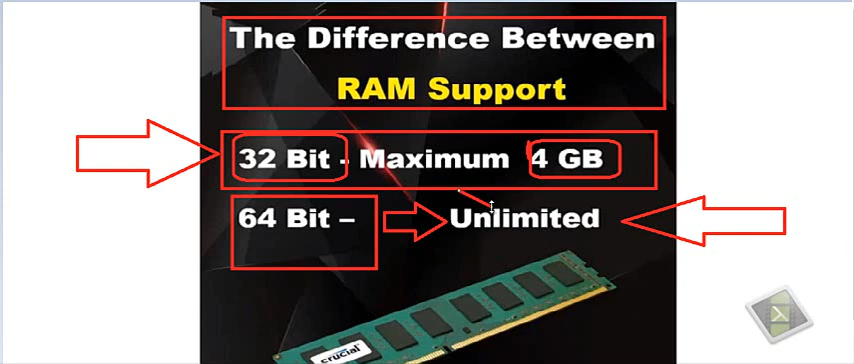 The Difference Between
RAM Support
32 Bit - Maximum 4 GB
64 Bit – Unlimited
crucial